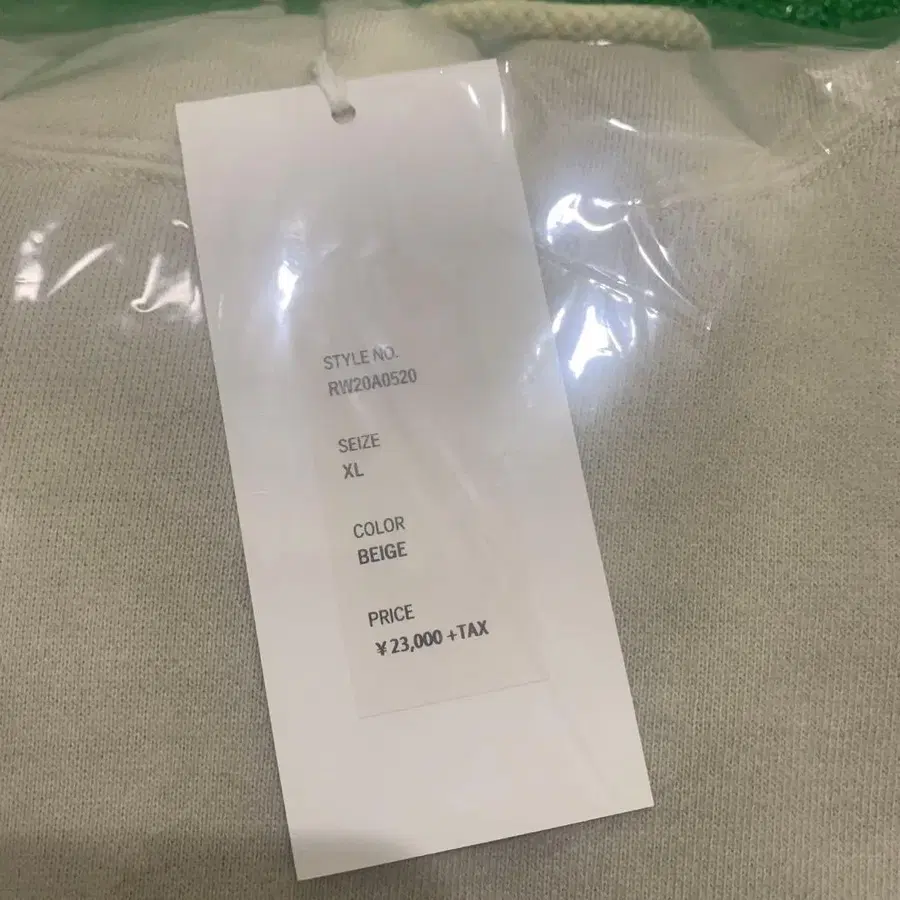 STYLE NO.
RW20A0520
SEIZE
XL
COLOR
BEIGE
PRICE
¥23,000 +TAX